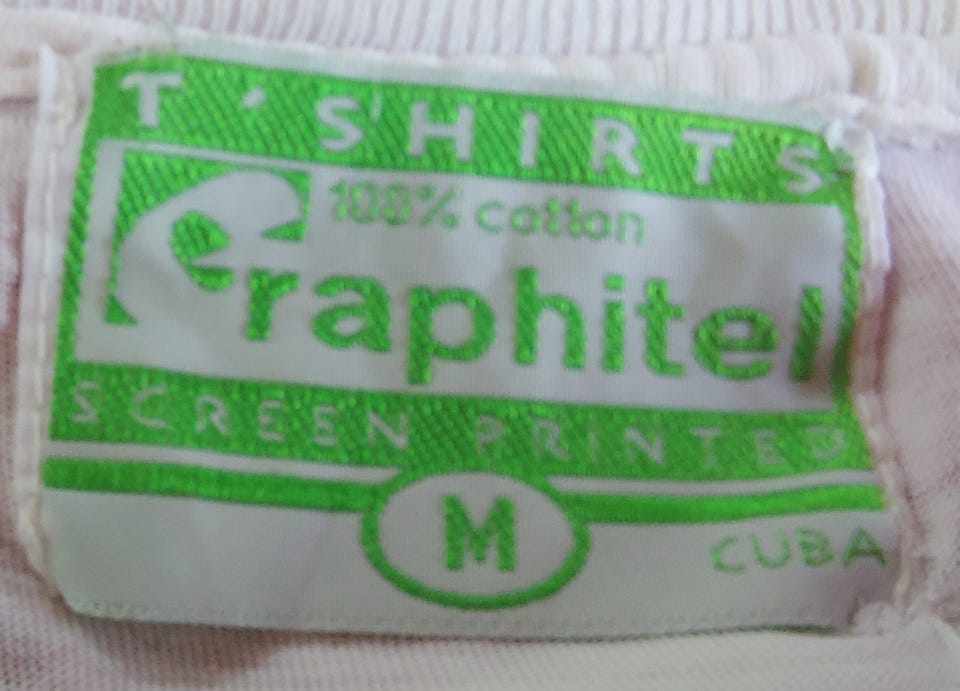 T'SHIRTS
100% cotton
Graphitel
SCREEN PRINTED
M
CUBA